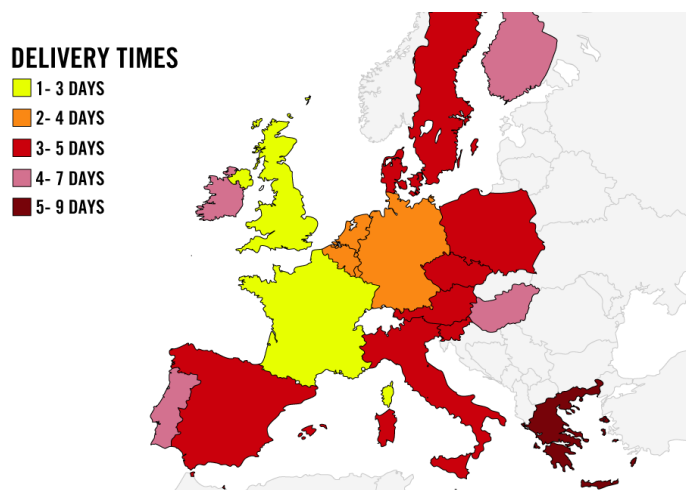 DELIVERY TIMES
1- 3 DAYS
2- 4 DAYS
3- 5 DAYS
4- 7 DAYS
5- 9 DAYS